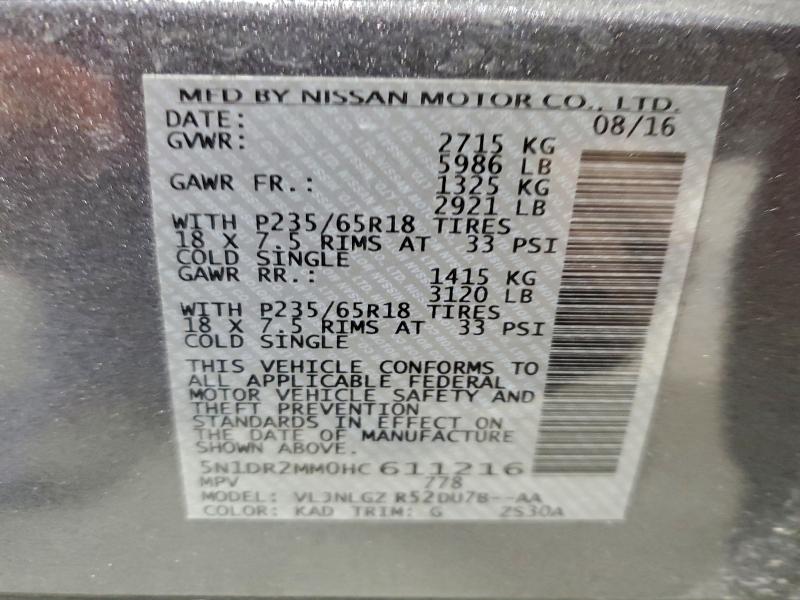 MFD BY NISSAN MOTOR CO., LTD.
DATE: 08/16
GVWR: 2715 KG
5986 LB
GAWR FR.: 1325 KG
2921 LB
WITH P235/65R18 TIRES
18 X 7.5 RIMS AT 33 PSI
COLD SINGLE
GAWR RR.: 1415 KG
3120 LB
WITH P235/65R18 TIRES
18 X 7.5 RIMS AT 33 PSI
COLD SINGLE
THIS VEHICLE CONFORMS TO
ALL APPLICABLE FEDERAL
MOTOR VEHICLE SAFETY AND
THEFT PREVENTION
STANDARDS IN EFFECT ON
THE DATE OF MANUFACTURE
SHOWN ABOVE.
5N1DR2MM0HC 611216
MPV 778
MODEL: VLJNLGZ R52DU7B--AA
COLOR: KAD TRIM: G ZS30A